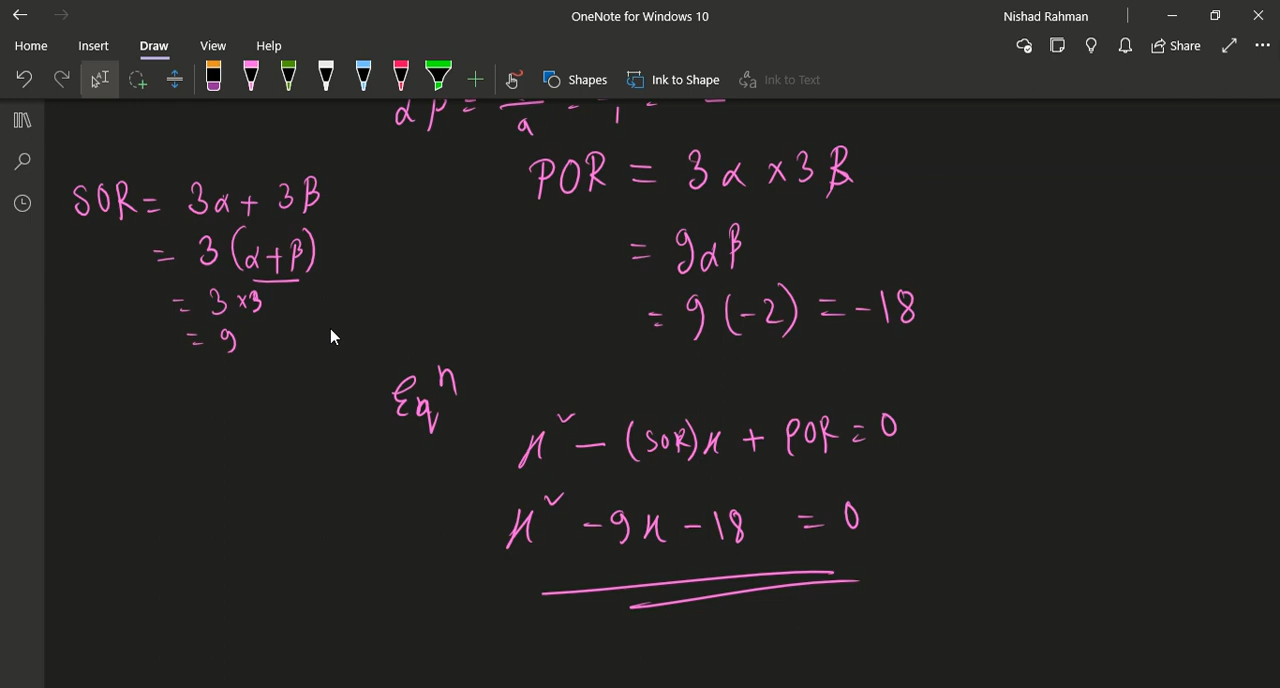 OneNote for Windows 10
Nishad Rahman
Home Insert Draw View Help
Share
Shapes Ink to Shape Ink to Text
αβ = — = — = —
a 1
POR = 3α × 3β
= 9αβ
= 9 (-2) = -18
SOR = 3α + 3β
= 3 (α+β)
= 3 × 3
= 9
Eqⁿ
x² - (SOR)x + POR = 0
x² - 9x - 18 = 0